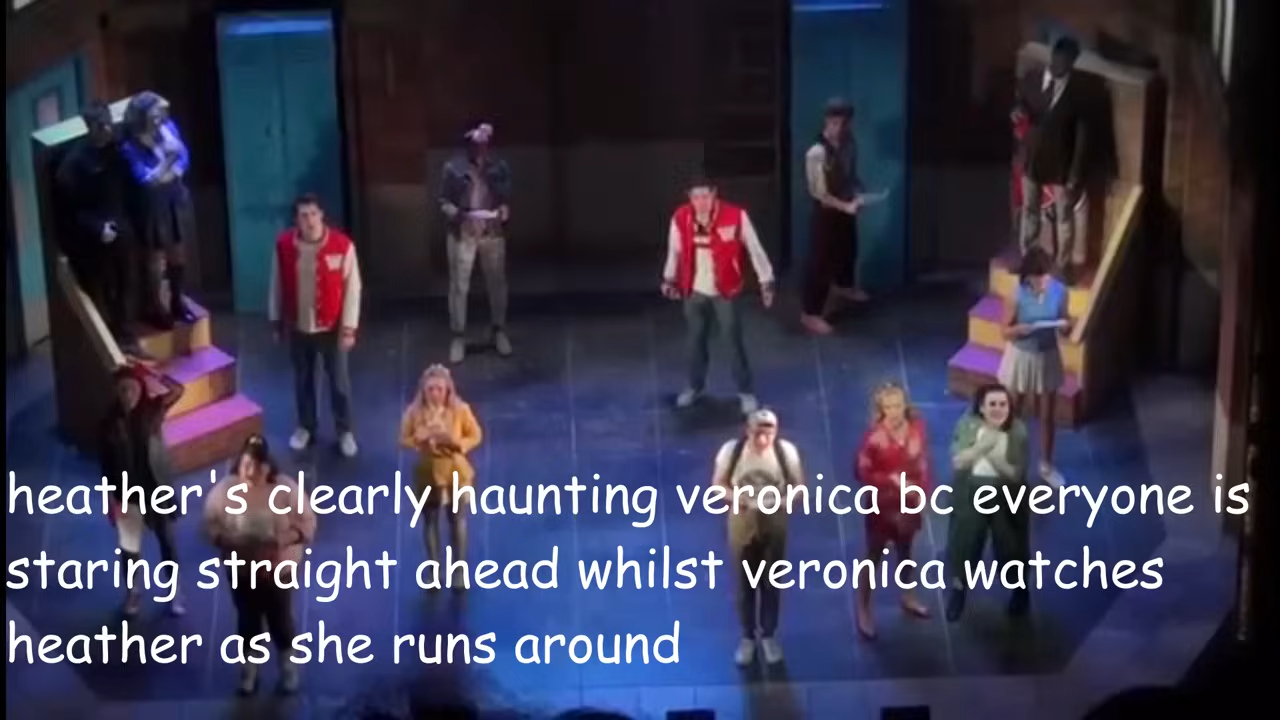 heather's clearly haunting veronica bc everyone is
staring straight ahead whilst veronica watches
heather as she runs around